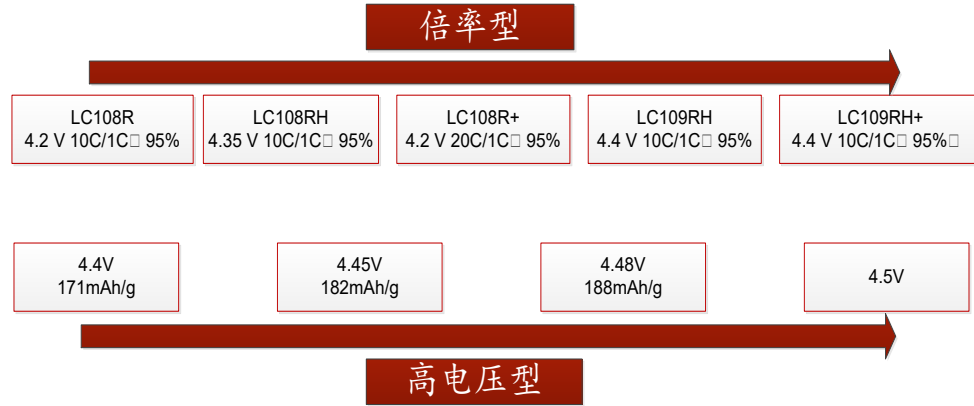 倍率型
LC108R
4.2 V 10C/1C□ 95%
LC108RH
4.35 V 10C/1C□ 95%
LC108R+
4.2 V 20C/1C□ 95%
LC109RH
4.4 V 10C/1C□ 95%
LC109RH+
4.4 V 10C/1C□ 95%□
4.4V
171mAh/g
4.45V
182mAh/g
4.48V
188mAh/g
4.5V
高电压型